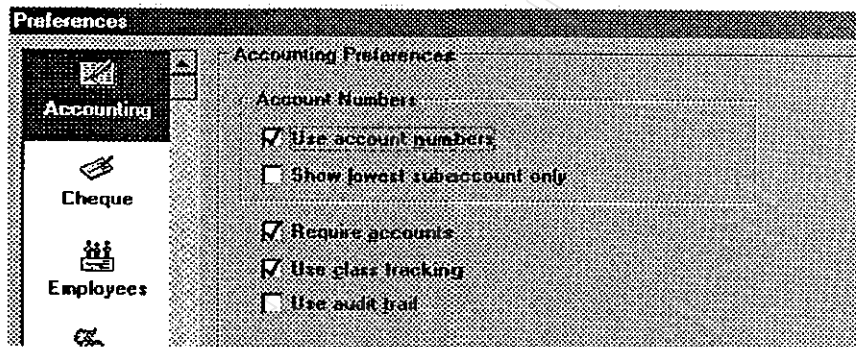 Preferences
Accounting
Cheque
Employees
Accounting Preferences
Account Numbers
Use account numbers
Show lowest subaccount only
Require accounts
Use class tracking
Use audit trail